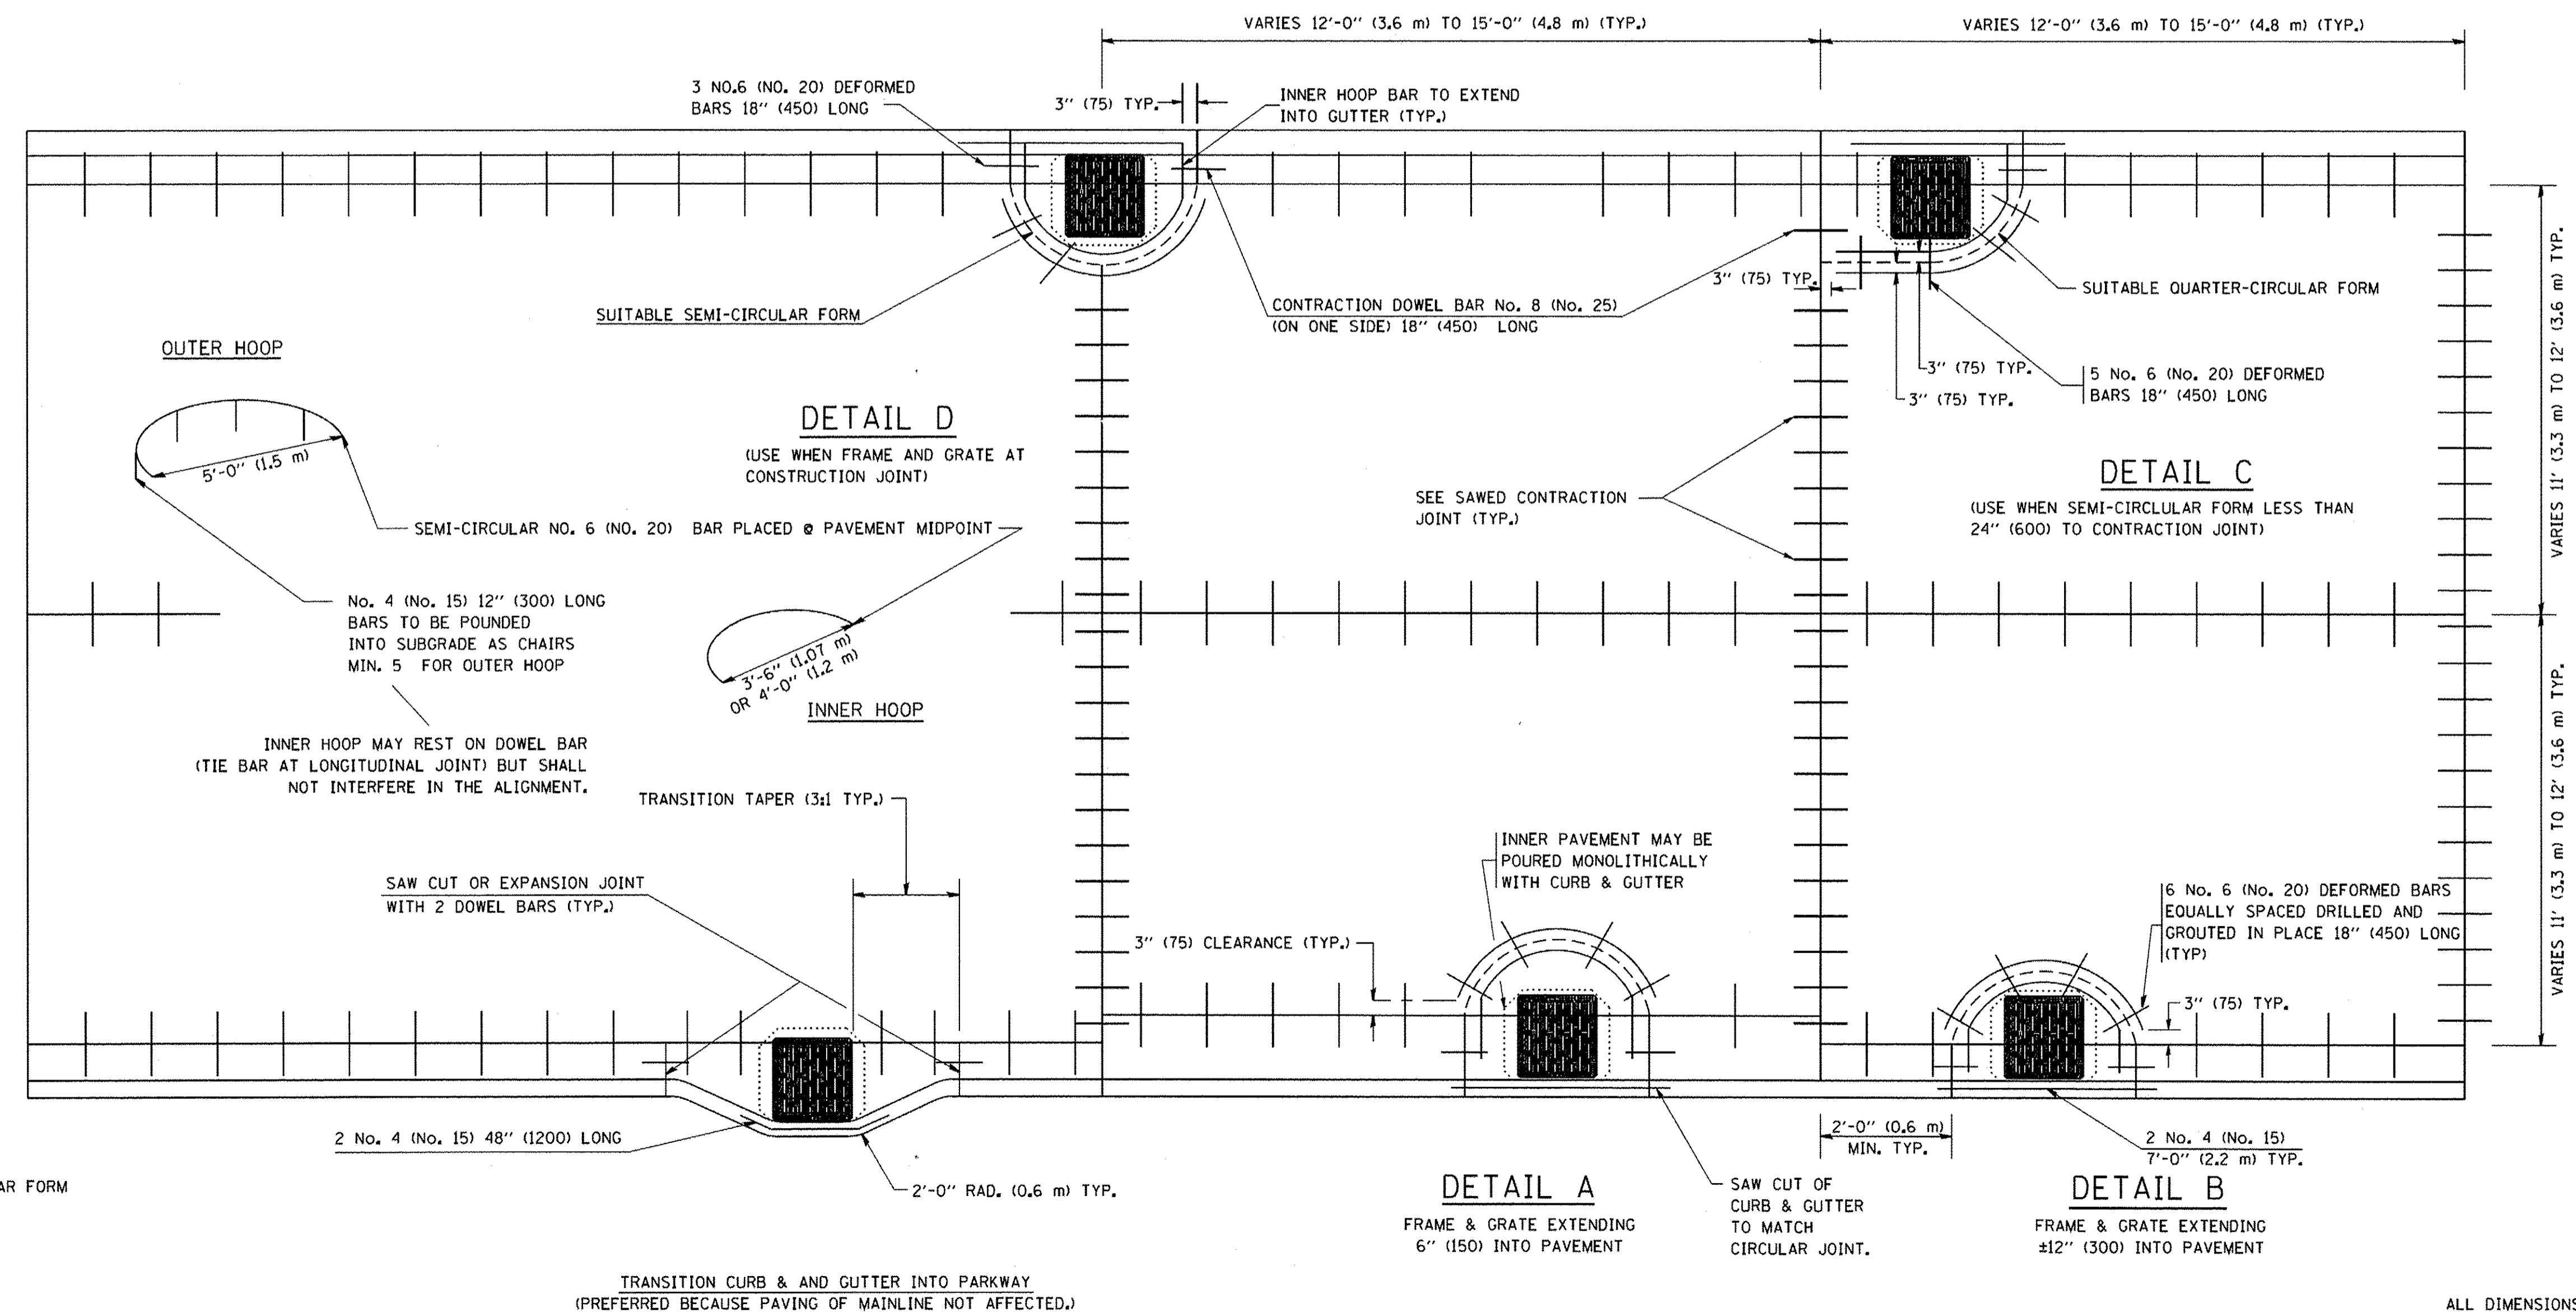 VARIES 12'-0" (3.6 m) TO 15'-0" (4.8 m) (TYP.)
VARIES 12'-0" (3.6 m) TO 15'-0" (4.8 m) (TYP.)
3 NO.6 (NO. 20) DEFORMED
BARS 18" (450) LONG
3" (75) TYP.
INNER HOOP BAR TO EXTEND
INTO GUTTER (TYP.)
SUITABLE SEMI-CIRCULAR FORM
CONTRACTION DOWEL BAR No. 8 (No. 25)
(ON ONE SIDE) 18" (450) LONG
3" (75) TYP.
SUITABLE QUARTER-CIRCULAR FORM
3" (75) TYP.
3" (75) TYP.
5 No. 6 (No. 20) DEFORMED
BARS 18" (450) LONG
VARIES 11' (3.3 m) TO 12' (3.6 m) TYP.
OUTER HOOP
5'-0" (1.5 m)
DETAIL D
(USE WHEN FRAME AND GRATE AT
CONSTRUCTION JOINT)
SEMI-CIRCULAR NO. 6 (NO. 20) BAR PLACED @ PAVEMENT MIDPOINT
SEE SAWED CONTRACTION
JOINT (TYP.)
DETAIL C
(USE WHEN SEMI-CIRCLULAR FORM LESS THAN
24" (600) TO CONTRACTION JOINT)
No. 4 (No. 15) 12" (300) LONG
BARS TO BE POUNDED
INTO SUBGRADE AS CHAIRS
MIN. 5 FOR OUTER HOOP
3'-6" (1.07 m)
OR 4'-0" (1.2 m)
INNER HOOP
INNER HOOP MAY REST ON DOWEL BAR
(TIE BAR AT LONGITUDINAL JOINT) BUT SHALL
NOT INTERFERE IN THE ALIGNMENT.
TRANSITION TAPER (3:1 TYP.)
SAW CUT OR EXPANSION JOINT
WITH 2 DOWEL BARS (TYP.)
INNER PAVEMENT MAY BE
POURED MONOLITHICALLY
WITH CURB & GUTTER
3" (75) CLEARANCE (TYP.)
6 No. 6 (No. 20) DEFORMED BARS
EQUALLY SPACED DRILLED AND
GROUTED IN PLACE 18" (450) LONG
(TYP)
3" (75) TYP.
VARIES 11' (3.3 m) TO 12' (3.6 m) TYP.
2 No. 4 (No. 15) 48" (1200) LONG
2'-0" RAD. (0.6 m) TYP.
2'-0" (0.6 m)
MIN. TYP.
2 No. 4 (No. 15)
7'-0" (2.2 m) TYP.
AR FORM
DETAIL A
FRAME & GRATE EXTENDING
6" (150) INTO PAVEMENT
SAW CUT OF
CURB & GUTTER
TO MATCH
CIRCULAR JOINT.
DETAIL B
FRAME & GRATE EXTENDING
±12" (300) INTO PAVEMENT
TRANSITION CURB & AND GUTTER INTO PARKWAY
(PREFERRED BECAUSE PAVING OF MAINLINE NOT AFFECTED.)
ALL DIMENSIONS